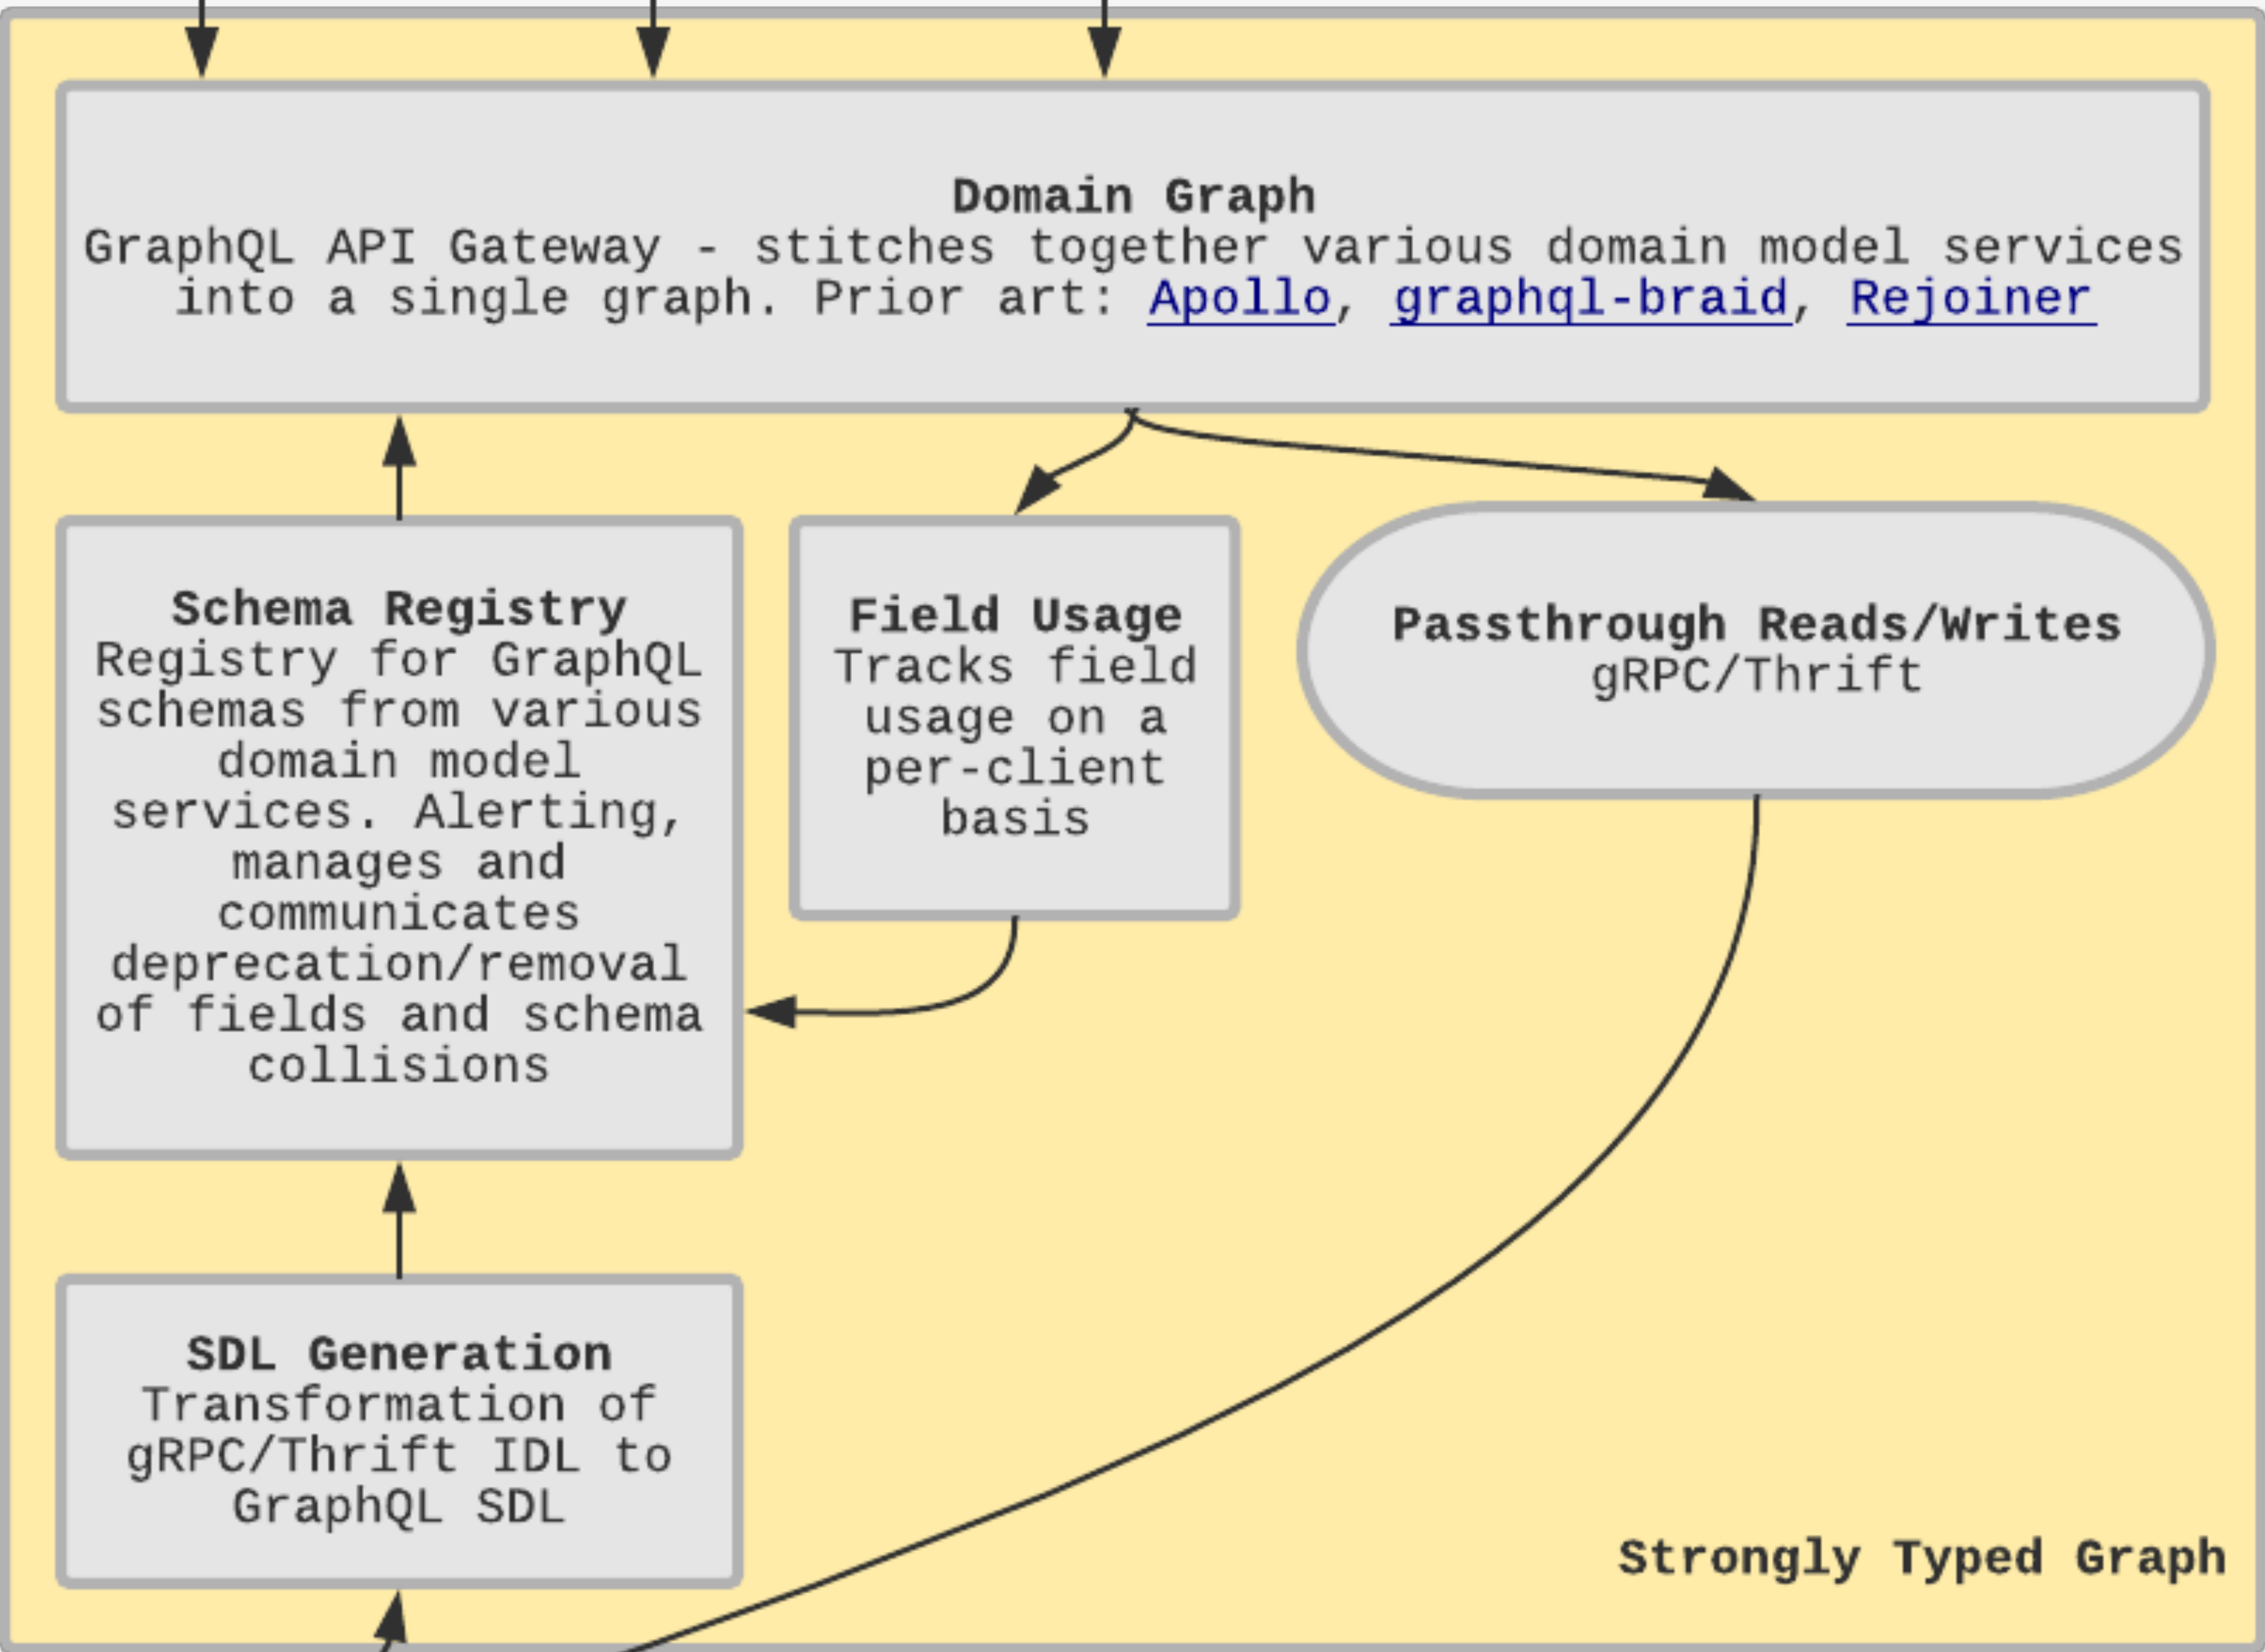 Domain Graph
GraphQL API Gateway - stitches together various domain model services
into a single graph. Prior art: Apollo, graphql-braid, Rejoiner
Schema Registry
Registry for GraphQL
schemas from various
domain model
services. Alerting,
manages and
communicates
deprecation/removal
of fields and schema
collisions
Field Usage
Tracks field
usage on a
per-client
basis
Passthrough Reads/Writes
gRPC/Thrift
SDL Generation
Transformation of
gRPC/Thrift IDL to
GraphQL SDL
Strongly Typed Graph